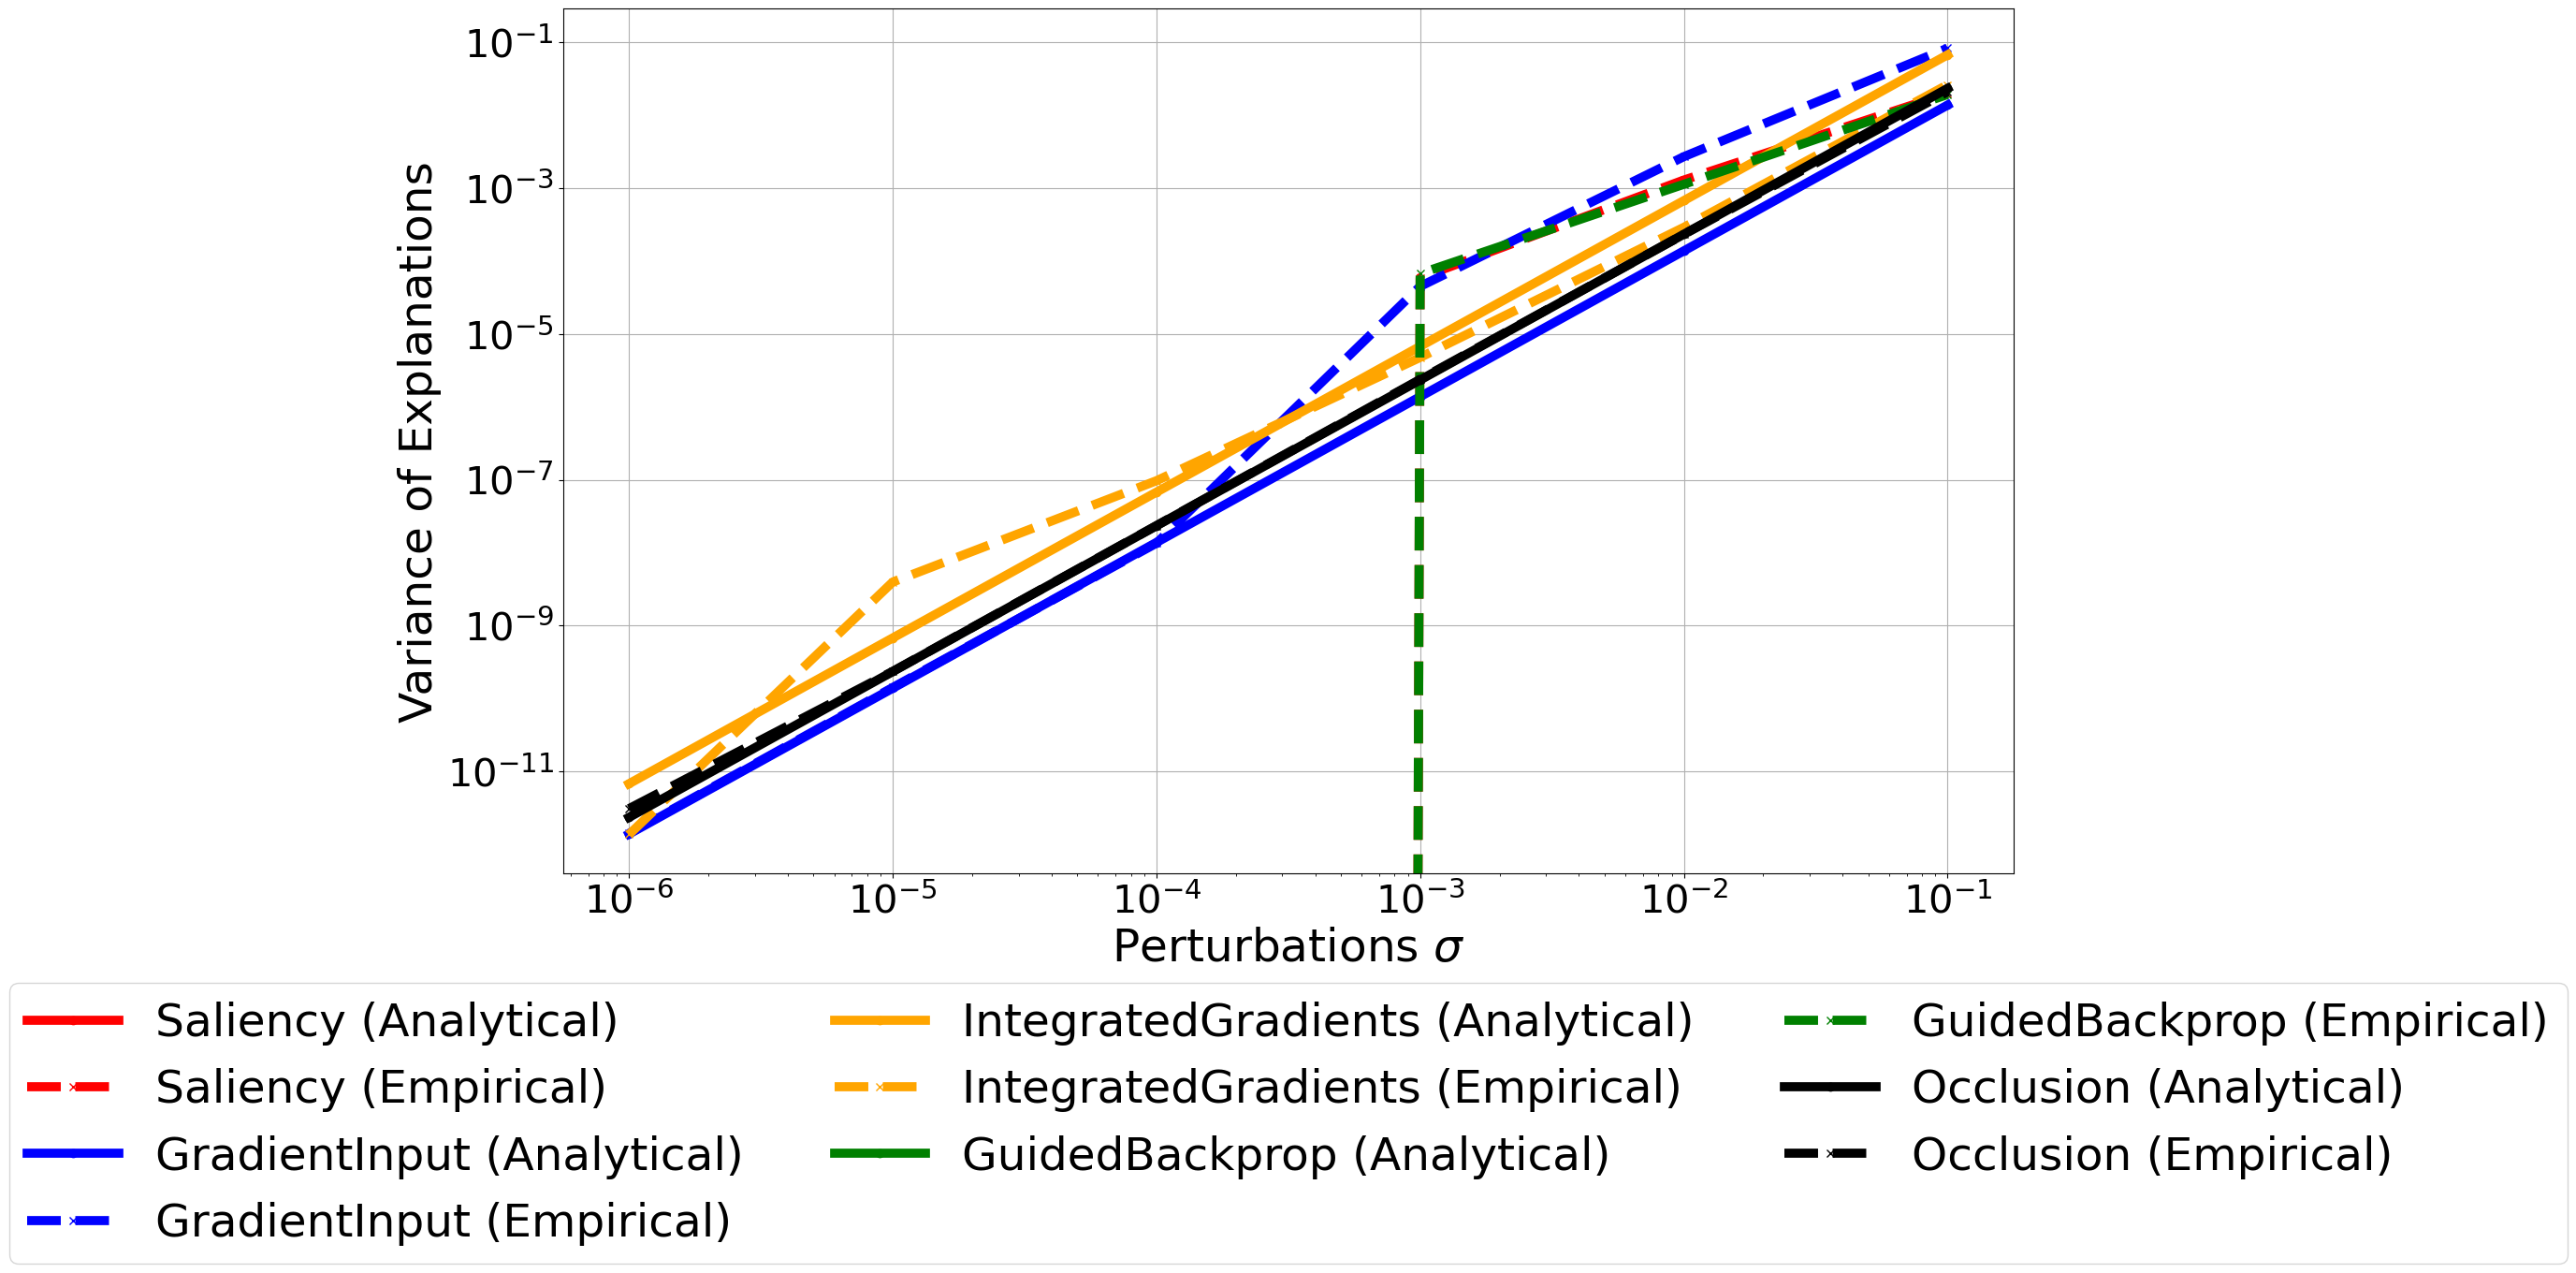 Variance of Explanations
10⁻¹
10⁻³
10⁻⁵
10⁻⁷
10⁻⁹
10⁻¹¹
10⁻⁶ 10⁻⁵ 10⁻⁴ 10⁻³ 10⁻² 10⁻¹
Perturbations σ
Saliency (Analytical)
Saliency (Empirical)
GradientInput (Analytical)
GradientInput (Empirical)
IntegratedGradients (Analytical)
IntegratedGradients (Empirical)
GuidedBackprop (Analytical)
GuidedBackprop (Empirical)
Occlusion (Analytical)
Occlusion (Empirical)